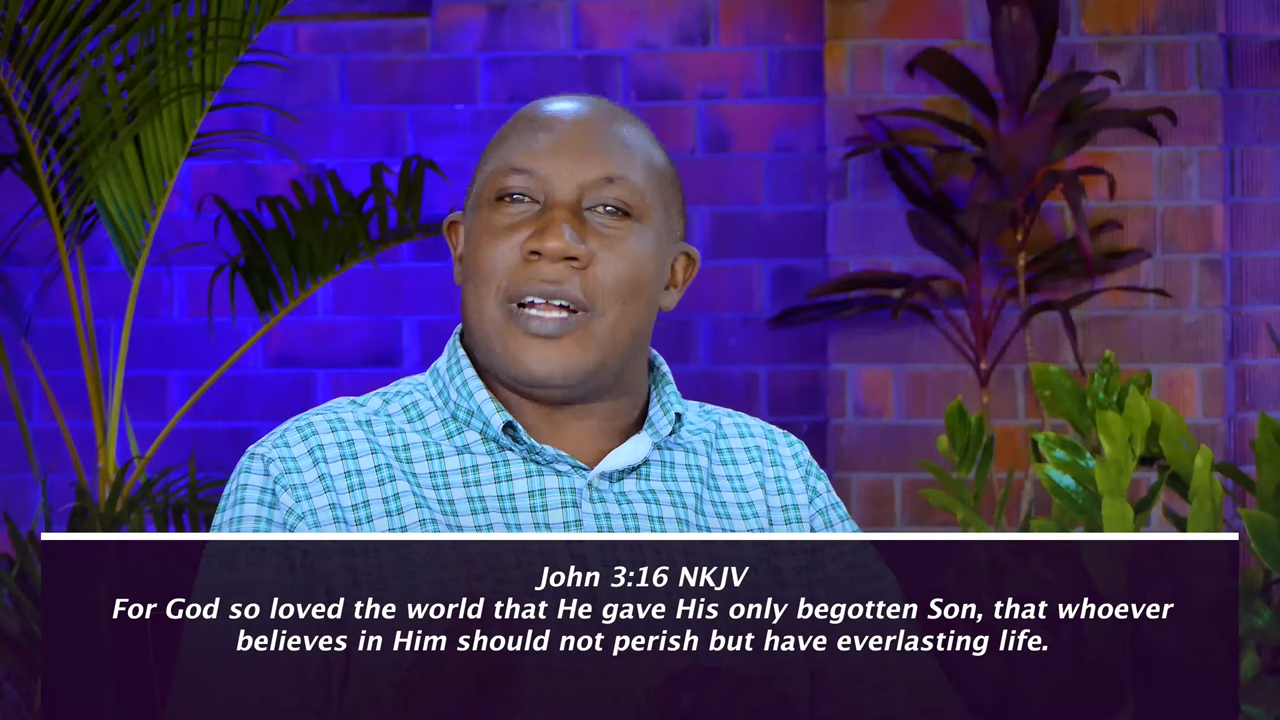 John 3:16 NKJV
For God so loved the world that He gave His only begotten Son, that whoever
believes in Him should not perish but have everlasting life.